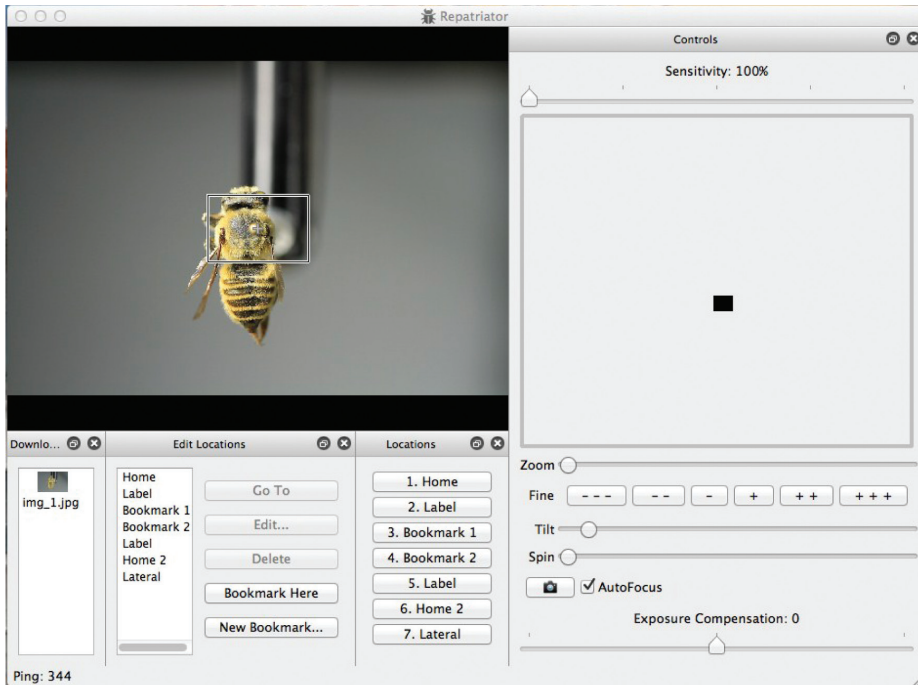 Repatriator
Controls
Sensitivity: 100%
Zoom
Fine
- - -
- -
-
+
+ +
+ + +
Tilt
Spin
AutoFocus
Exposure Compensation: 0
Downlo...
img_1.jpg
Edit Locations
Home
Label
Bookmark 1
Bookmark 2
Label
Home 2
Lateral
Go To
Edit...
Delete
Bookmark Here
New Bookmark...
Locations
1. Home
2. Label
3. Bookmark 1
4. Bookmark 2
5. Label
6. Home 2
7. Lateral
Ping: 344